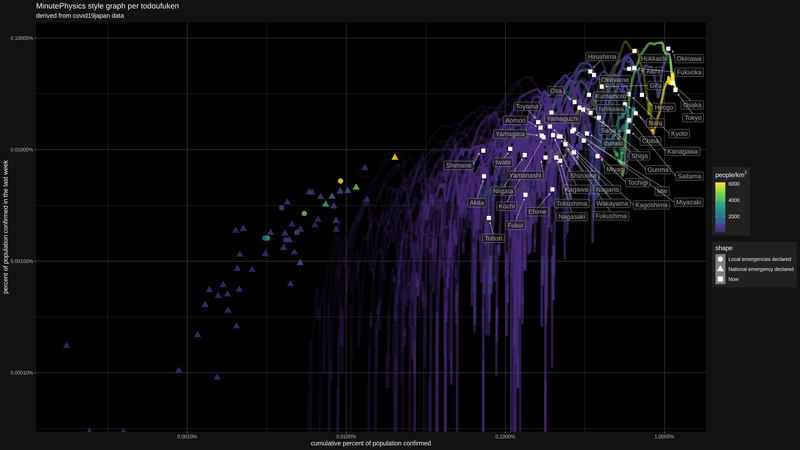 MinutePhysics style graph per todoufuken
derived from covid19japan data
percent of population confirmed in the last week
0.10000%
0.01000%
0.00100%
0.00010%
Hiroshima
Hokkaido
Okinawa
Aichi
Fukuoka
Okayama
Gifu
Oita
Kumamoto
Toyama
Ishikawa
Hyogo
Osaka
Aomori
Yamaguchi
Nara
Tokyo
Yamagata
Saga
Kyoto
Ibaraki
Chiba
Shimane
Iwate
Shiga
Kanagawa
Yamanashi
Shizuoka
Miyagi
Gunma
Tochigi
Saitama
Niigata
Kagawa
Nagano
Mie
Akita
Kochi
Tokushima
Wakayama
Kagoshima
Miyazaki
Ehime
Nagasaki
Fukushima
Fukui
Tottori
0.0010%
0.0100%
0.1000%
1.0000%
cumulative percent of population confirmed
people/km²
6000
4000
2000
shape
Local emergencies declared
National emergency declared
Now